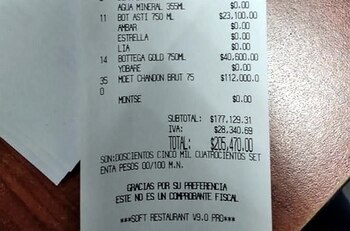 AGUA MINERAL 355ML $0.00
11 BOT ASTI 750 ML $23,100.00
AMBAR $0.00
ESTRELLA $0.00
LIA $0.00
14 BOTTEGA GOLD 750ML $40,600.00
YOBARE $0.00
35 MOET CHANDON BRUT 75 $112,000.0
0
MONTSE $0.00
SUBTOTAL: $177,129.31
IVA: $28,340.69
TOTAL: $205,470.00
SON:DOSCIENTOS CINCO MIL CUATROCIENTOS SET
ENTA PESOS 00/100 M.N.
GRACIAS POR SU PREFERENCIA
ESTE NO ES UN COMPROBANTE FISCAL
***SOFT RESTAURANT V9.0 PRO***